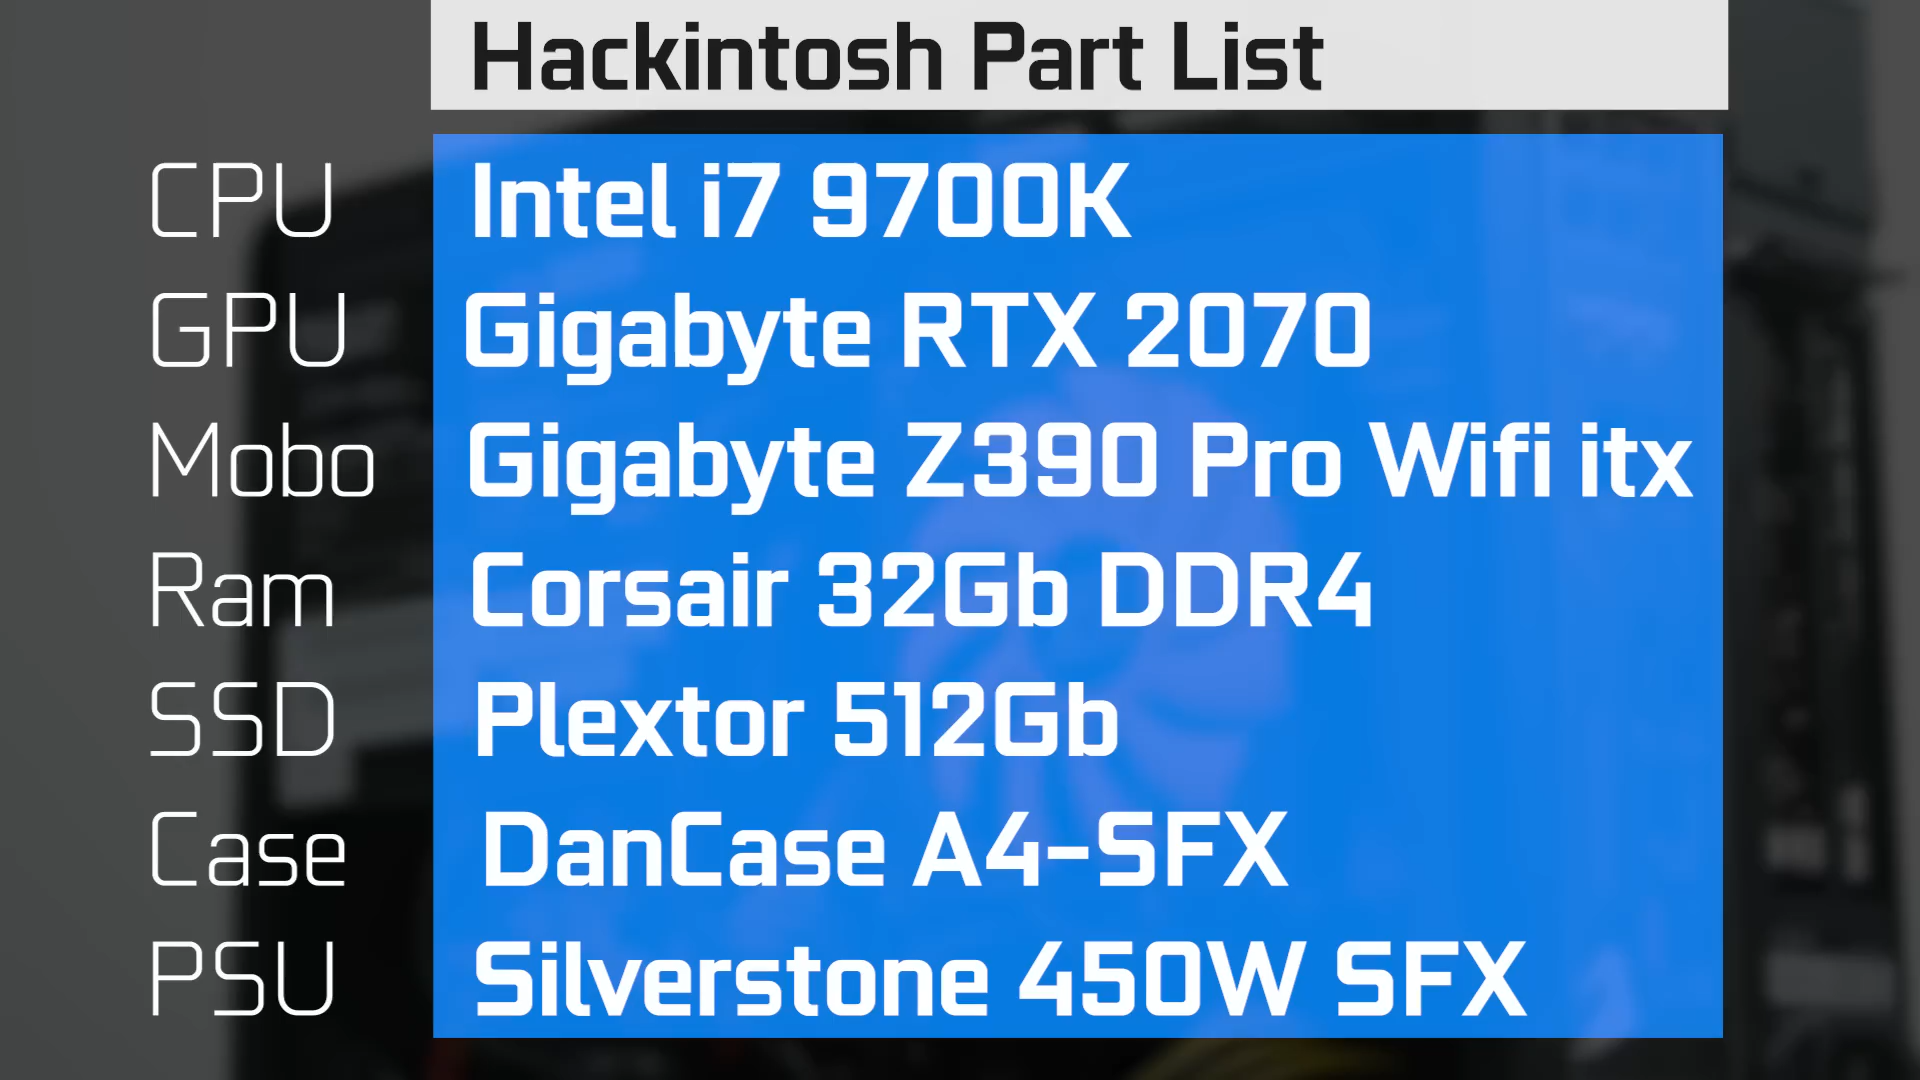 Hackintosh Part List
CPU Intel i7 9700K
GPU Gigabyte RTX 2070
Mobo Gigabyte Z390 Pro Wifi itx
Ram Corsair 32Gb DDR4
SSD Plextor 512Gb
Case DanCase A4-SFX
PSU Silverstone 450W SFX